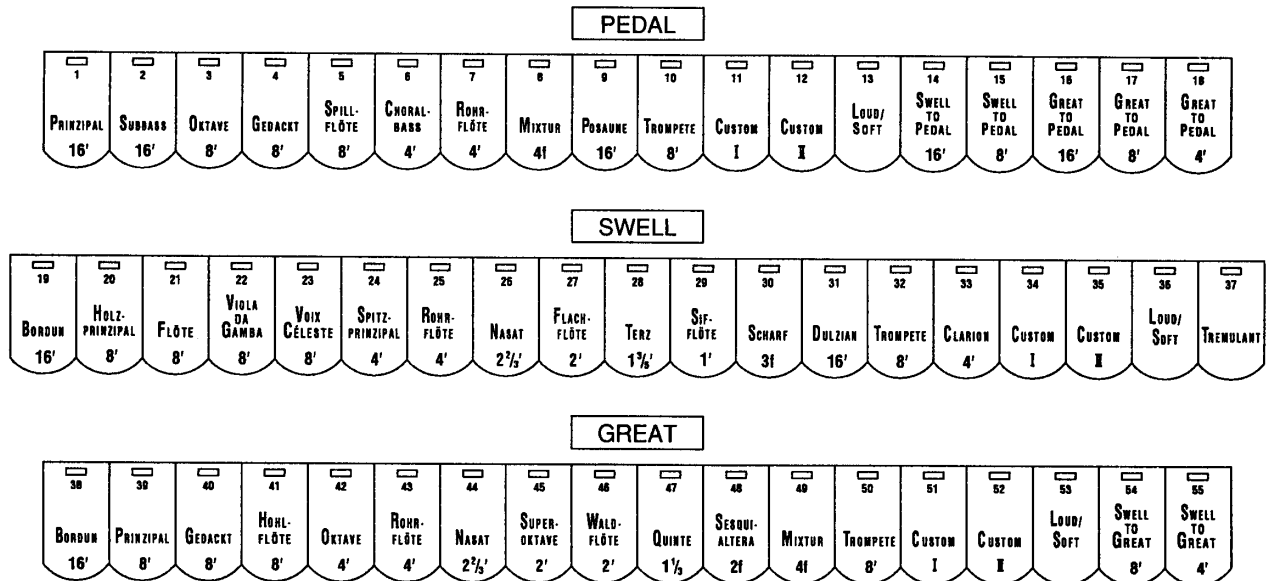 PEDAL
1 2 3 4 5 6 7 8 9 10 11 12 13 14 15 16 17 18
PRINZIPAL 16'
SUBBASS 16'
OKTAVE 8'
GEDACKT 8'
SPILL-
FLÖTE
8'
CHORAL-
BASS
4'
ROHR-
FLÖTE
4'
MIXTUR
4f
POSAUNE
16'
TROMPETE
8'
CUSTOM
I
CUSTOM
II
LOUD/
SOFT
SWELL
TO
PEDAL
16'
SWELL
TO
PEDAL
8'
GREAT
TO
PEDAL
16'
GREAT
TO
PEDAL
8'
GREAT
TO
PEDAL
4'
SWELL
19 20 21 22 23 24 25 26 27 28 29 30 31 32 33 34 35 36 37
BORDUN
16'
HOLZ-
PRINZIPAL
8'
FLÖTE
8'
VIOLA
DA
GAMBA
8'
VOIX
CÉLESTE
8'
SPITZ-
PRINZIPAL
4'
ROHR-
FLÖTE
4'
NASAT
2⅔'
FLACH-
FLÖTE
2'
TERZ
1⅗'
SIF-
FLÖTE
1'
SCHARF
3f
DULZIAN
16'
TROMPETE
8'
CLARION
4'
CUSTOM
I
CUSTOM
II
LOUD/
SOFT
TREMULANT
GREAT
38 39 40 41 42 43 44 45 46 47 48 49 50 51 52 53 54 55
BORDUN
16'
PRINZIPAL
8'
GEDACKT
8'
HOHL-
FLÖTE
8'
OKTAVE
4'
ROHR-
FLÖTE
4'
NASAT
2⅔'
SUPER-
OKTAVE
2'
WALD-
FLÖTE
2'
QUINTE
1⅓
SESQUI-
ALTERA
2f
MIXTUR
4f
TROMPETE
8'
CUSTOM
I
CUSTOM
II
LOUD/
SOFT
SWELL
TO
GREAT
8'
SWELL
TO
GREAT
4'